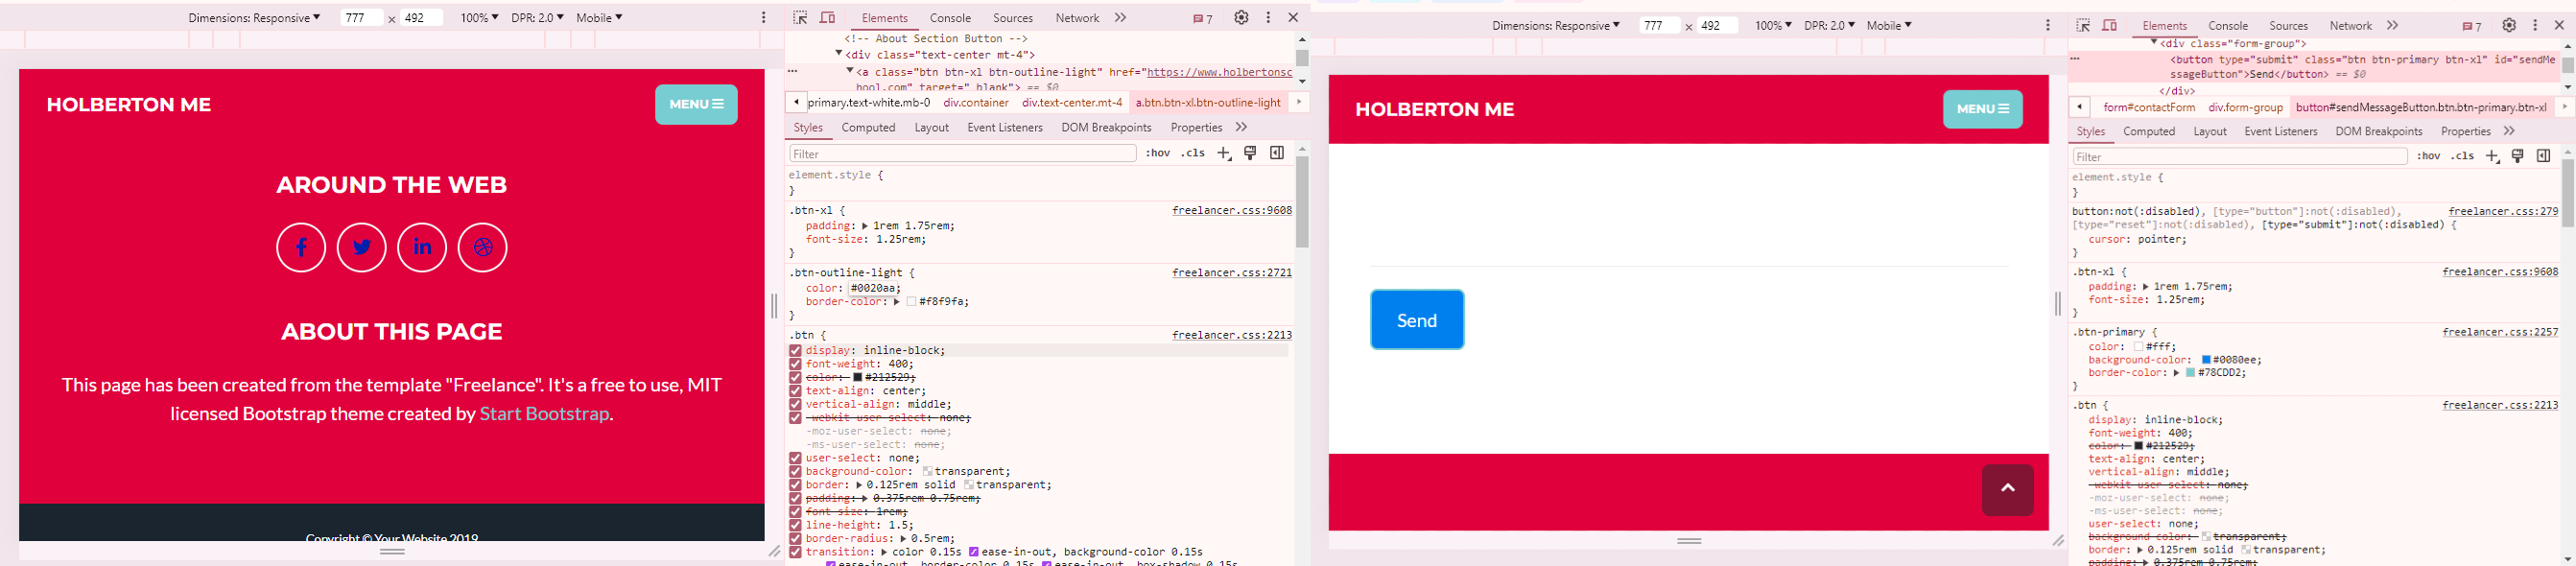 Dimensions: Responsive 777 × 492 100% DPR: 2.0 Mobile
HOLBERTON ME
MENU
AROUND THE WEB
ABOUT THIS PAGE
This page has been created from the template "Freelance". It's a free to use, MIT
licensed Bootstrap theme created by Start Bootstrap.
Copyright © Your Website 2019
Elements Console Sources Network 7
<!-- About Section Button -->
<div class="text-center mt-4">
<a class="btn btn-xl btn-outline-light" href="https://www.holbertonsc
hool.com" target="_blank"> == $0
primary.text-white.mb-0 div.container div.text-center.mt-4 a.btn.btn-xl.btn-outline-light
Styles Computed Layout Event Listeners DOM Breakpoints Properties
Filter :hov .cls
element.style {
}
.btn-xl { freelancer.css:9608
padding: 1rem 1.75rem;
font-size: 1.25rem;
}
.btn-outline-light { freelancer.css:2721
color: #0020aa;
border-color: #f8f9fa;
}
.btn { freelancer.css:2213
display: inline-block;
font-weight: 400;
color: #212529;
text-align: center;
vertical-align: middle;
-webkit-user-select: none;
-moz-user-select: none;
-ms-user-select: none;
user-select: none;
background-color: transparent;
border: 0.125rem solid transparent;
padding: 0.375rem 0.75rem;
font-size: 1rem;
line-height: 1.5;
border-radius: 0.5rem;
transition: color 0.15s ease-in-out, background-color 0.15s
ease-in-out, border-color 0.15s ease-in-out, box-shadow 0.15s
Dimensions: Responsive 777 × 492 100% DPR: 2.0 Mobile
HOLBERTON ME
MENU
Send
Elements Console Sources Network 7
<div class="form-group">
<button type="submit" class="btn btn-primary btn-xl" id="sendMe
ssageButton">Send</button> == $0
</div>
form#contactForm div.form-group button#sendMessageButton.btn.btn-primary.btn-xl
Styles Computed Layout Event Listeners DOM Breakpoints Properties
Filter :hov .cls
element.style {
}
button:not(:disabled), [type="button"]:not(:disabled), freelancer.css:279
[type="reset"]:not(:disabled), [type="submit"]:not(:disabled) {
cursor: pointer;
}
.btn-xl { freelancer.css:9608
padding: 1rem 1.75rem;
font-size: 1.25rem;
}
.btn-primary { freelancer.css:2257
color: #fff;
background-color: #0080ee;
border-color: #78CDD2;
}
.btn { freelancer.css:2213
display: inline-block;
font-weight: 400;
color: #212529;
text-align: center;
vertical-align: middle;
-webkit-user-select: none;
-moz-user-select: none;
-ms-user-select: none;
user-select: none;
background-color: transparent;
border: 0.125rem solid transparent;
padding: 0.375rem 0.75rem;